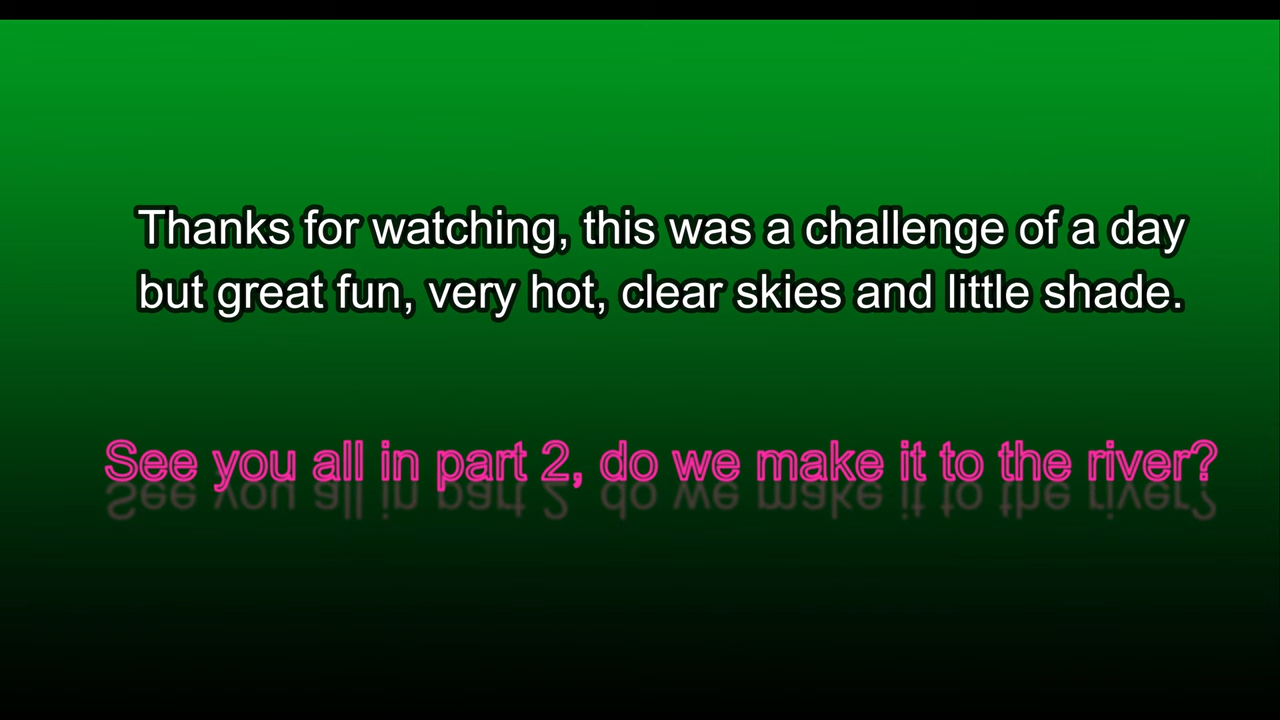 Thanks for watching, this was a challenge of a day
but great fun, very hot, clear skies and little shade.
See you all in part 2, do we make it to the river?